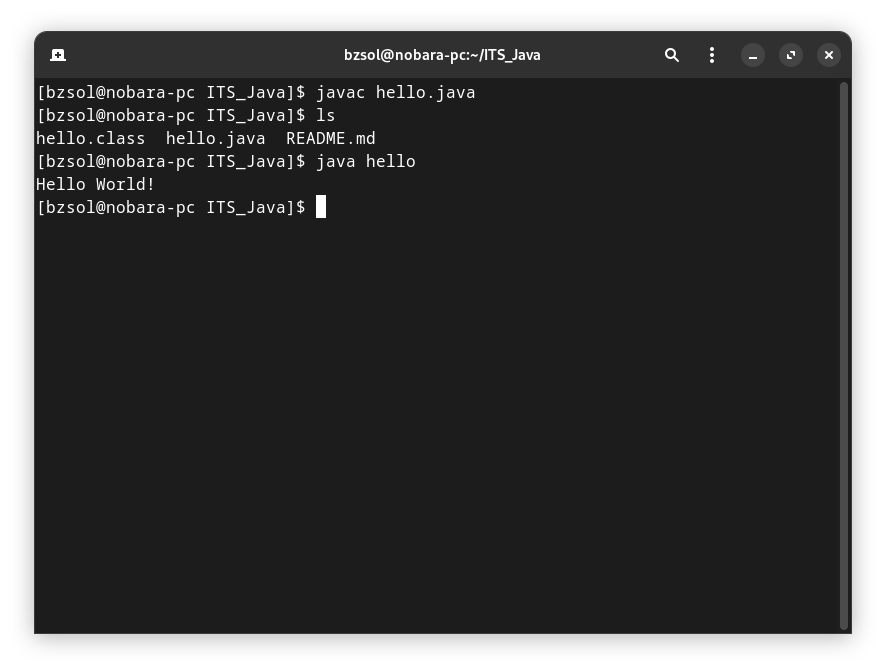 bzsol@nobara-pc:~/ITS_Java
[bzsol@nobara-pc ITS_Java]$ javac hello.java
[bzsol@nobara-pc ITS_Java]$ ls
hello.class  hello.java  README.md
[bzsol@nobara-pc ITS_Java]$ java hello
Hello World!
[bzsol@nobara-pc ITS_Java]$